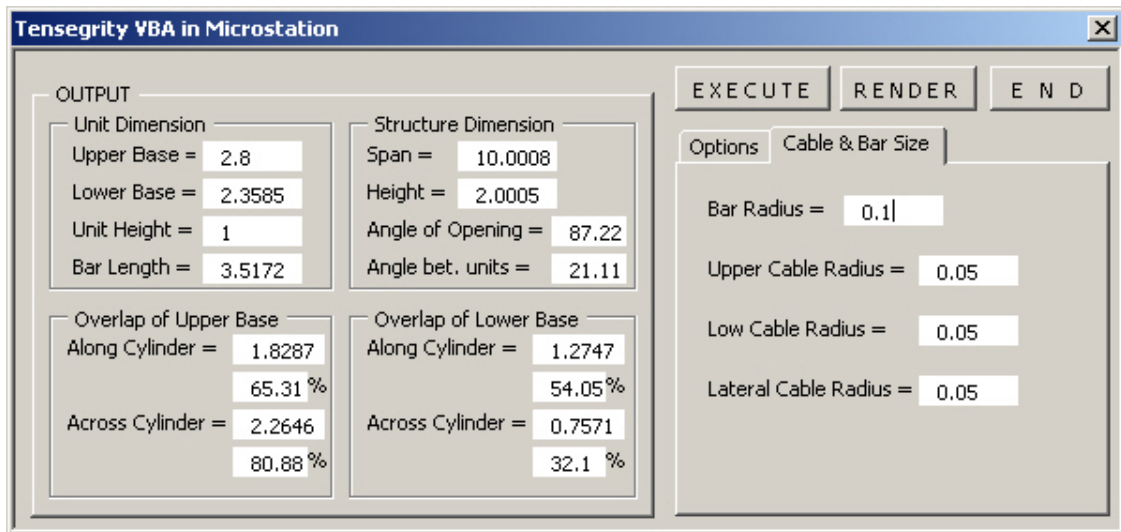 Tensegrity VBA in Microstation
OUTPUT
Unit Dimension
Upper Base = 2.8
Lower Base = 2.3585
Unit Height = 1
Bar Length = 3.5172
Structure Dimension
Span = 10.0008
Height = 2.0005
Angle of Opening = 87.22
Angle bet. units = 21.11
Overlap of Upper Base
Along Cylinder = 1.8287
65.31 %
Across Cylinder = 2.2646
80.88 %
Overlap of Lower Base
Along Cylinder = 1.2747
54.05 %
Across Cylinder = 0.7571
32.1 %
EXECUTE RENDER END
Options Cable & Bar Size
Bar Radius = 0.1
Upper Cable Radius = 0.05
Low Cable Radius = 0.05
Lateral Cable Radius = 0.05